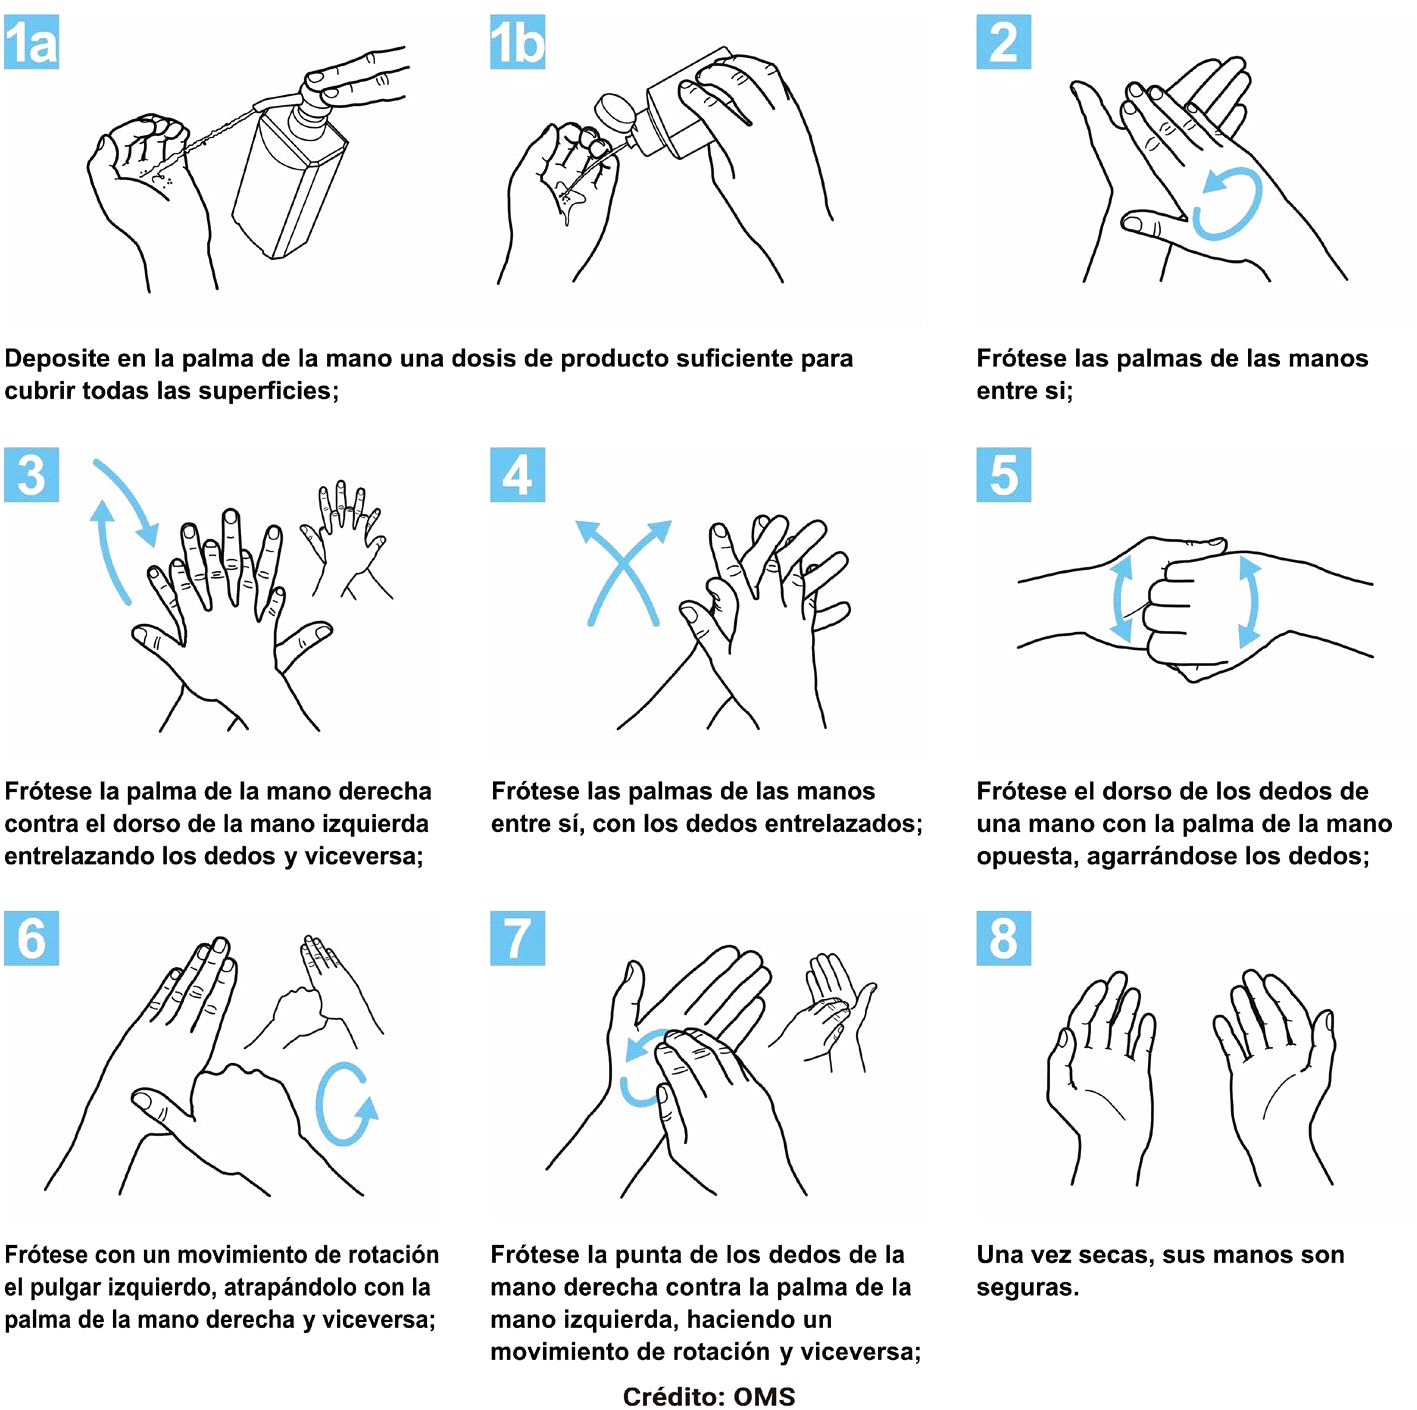 1a
1b
2
Deposite en la palma de la mano una dosis de producto suficiente para
cubrir todas las superficies;
Frótese las palmas de las manos
entre si;
3
4
5
Frótese la palma de la mano derecha
contra el dorso de la mano izquierda
entrelazando los dedos y viceversa;
Frótese las palmas de las manos
entre sí, con los dedos entrelazados;
Frótese el dorso de los dedos de
una mano con la palma de la mano
opuesta, agarrándose los dedos;
6
7
8
Frótese con un movimiento de rotación
el pulgar izquierdo, atrapándolo con la
palma de la mano derecha y viceversa;
Frótese la punta de los dedos de la
mano derecha contra la palma de la
mano izquierda, haciendo un
movimiento de rotación y viceversa;
Una vez secas, sus manos son
seguras.
Crédito: OMS